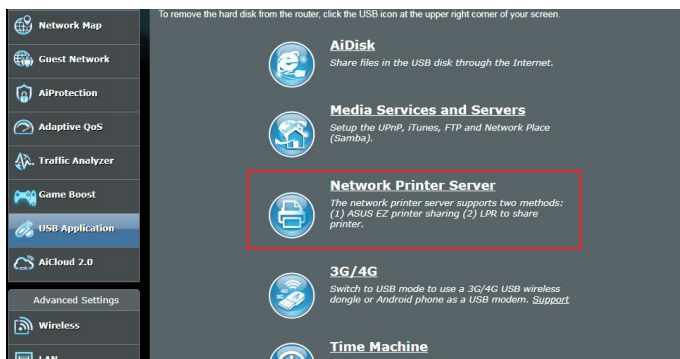 To remove the hard disk from the router, click the USB icon at the upper right corner of your screen.
Network Map
Guest Network
AiProtection
Adaptive QoS
Traffic Analyzer
Game Boost
USB Application
AiCloud 2.0
Advanced Settings
Wireless
LAN
AiDisk
Share files in the USB disk through the Internet.
Media Services and Servers
Setup the UPnP, iTunes, FTP and Network Place
(Samba).
Network Printer Server
The network printer server supports two methods:
(1) ASUS EZ printer sharing (2) LPR to share
printer.
3G/4G
Switch to USB mode to use a 3G/4G USB wireless
dongle or Android phone as a USB modem. Support
Time Machine